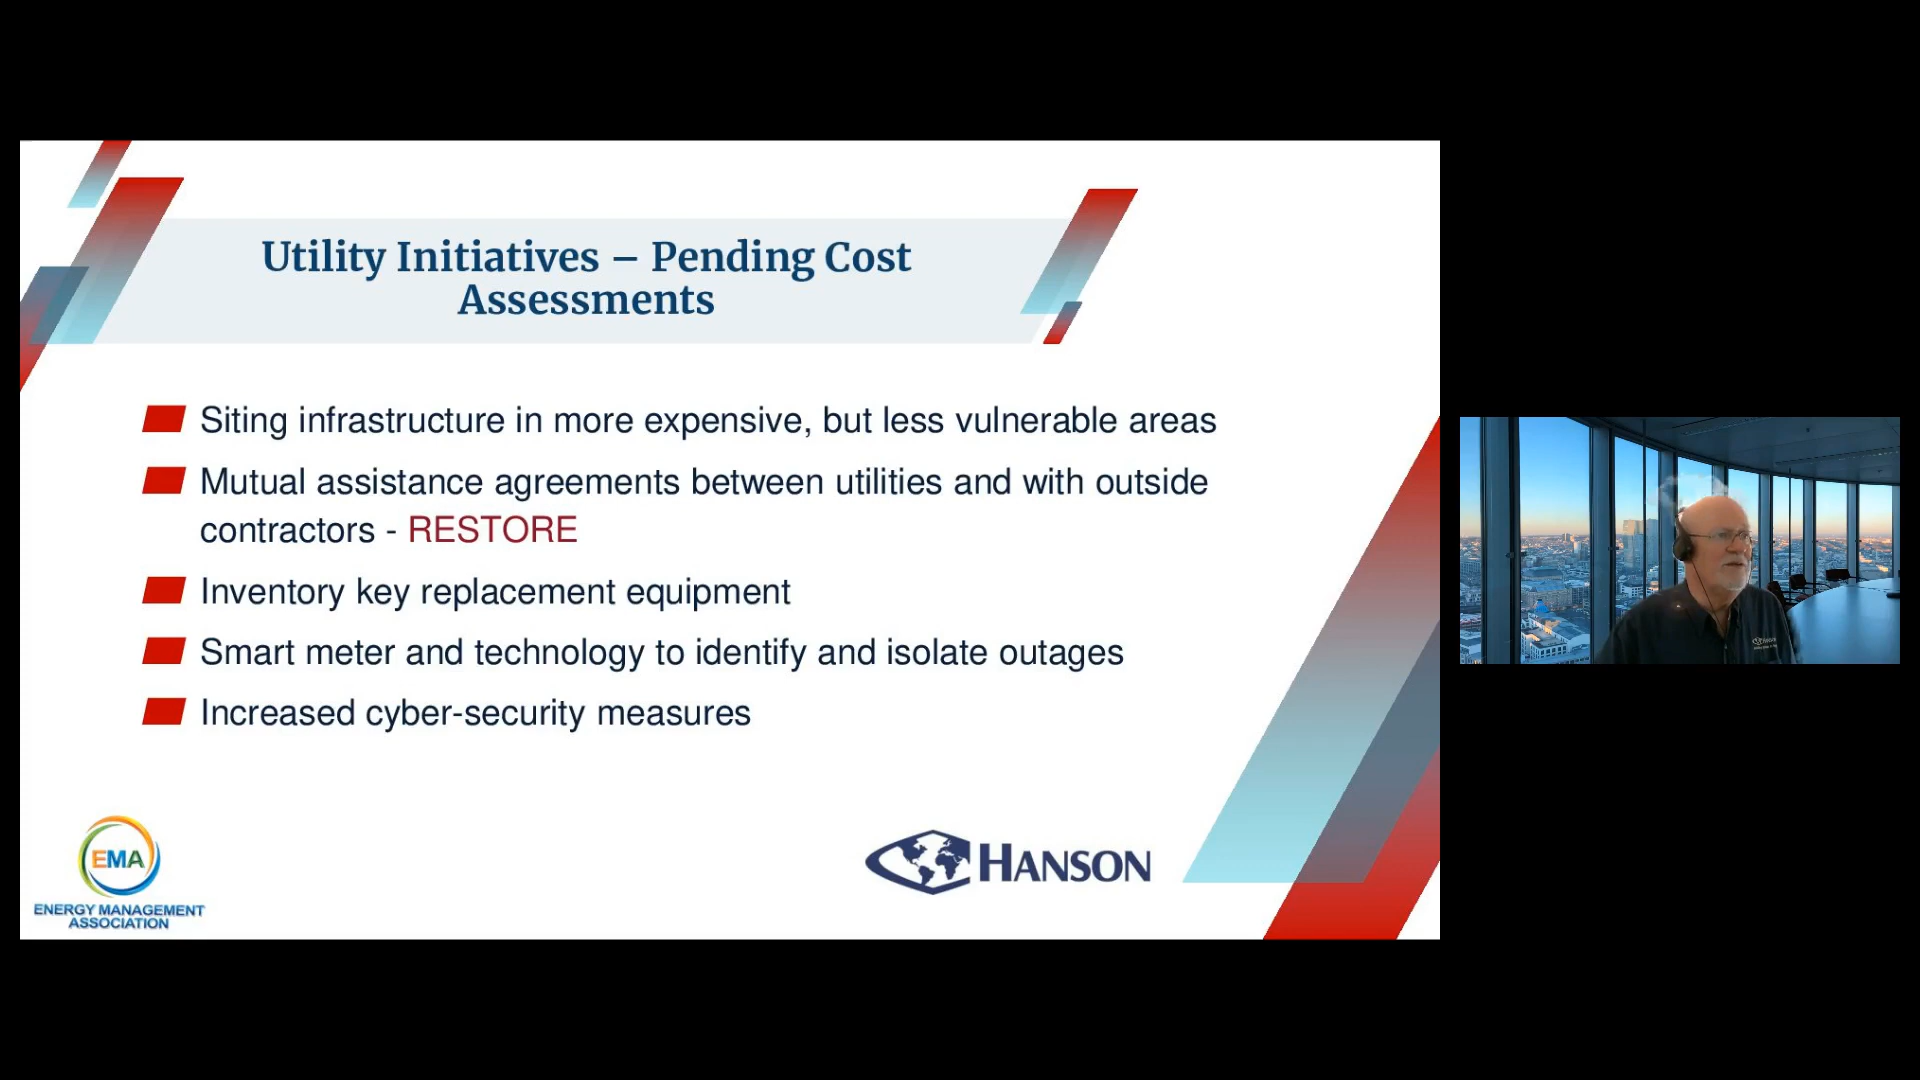 Utility Initiatives – Pending Cost
Assessments
Siting infrastructure in more expensive, but less vulnerable areas
Mutual assistance agreements between utilities and with outside
contractors - RESTORE
Inventory key replacement equipment
Smart meter and technology to identify and isolate outages
Increased cyber-security measures
EMA
ENERGY MANAGEMENT
ASSOCIATION
HANSON
HANSON